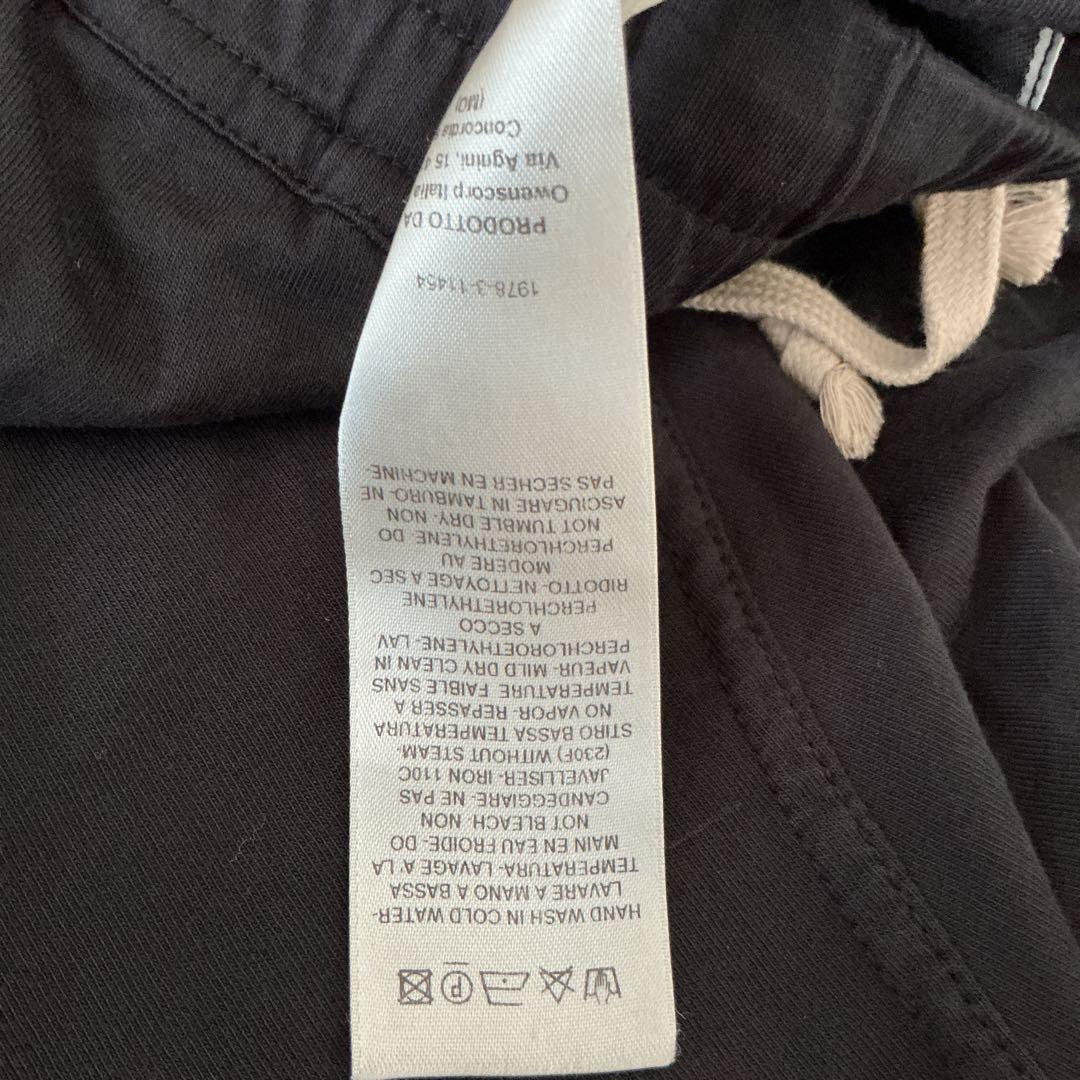 HAND WASH IN COLD WATER-
LAVARE A MANO A BASSA
TEMPERATURA- LAVAGE A LA
MAIN EN EAU FROIDE- DO
NOT BLEACH- NON
CANDEGGIARE- NE PAS
JAVELLISER- IRON 110C
(230F) WITHOUT STEAM-
STIRO BASSA TEMPERATURA
NO VAPOR- REPASSER A
TEMPERATURE FAIBLE SANS
VAPEUR- MILD DRY CLEAN IN
PERCHLOROETHYLENE- LAV
A SECCO
PERCHLORETHYLENE
RIDOTTO- NETTOYAGE A SEC
MODERE AU
PERCHLORETHYLENE- DO
NOT TUMBLE DRY- NON
ASCIUGARE IN TAMBURO- NE
PAS SECHER EN MACHINE-
1978-3-11454
PRODOTTO DA
Owenscorp Italia
Via Agnini, 15
Concordia
(MO)